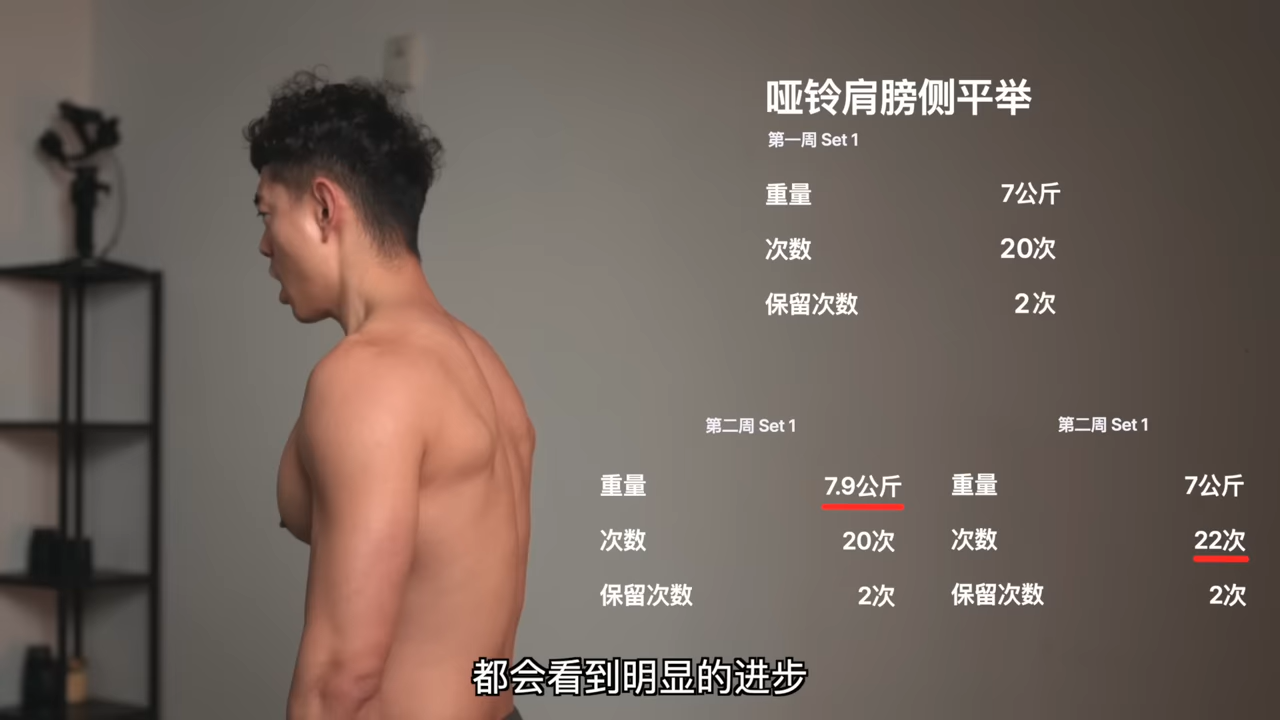 哑铃肩膀侧平举
第一周 Set 1
重量 7公斤
次数 20次
保留次数 2次
第二周 Set 1
重量 7.9公斤
次数 20次
保留次数 2次
第二周 Set 1
重量 7公斤
次数 22次
保留次数 2次
都会看到明显的进步